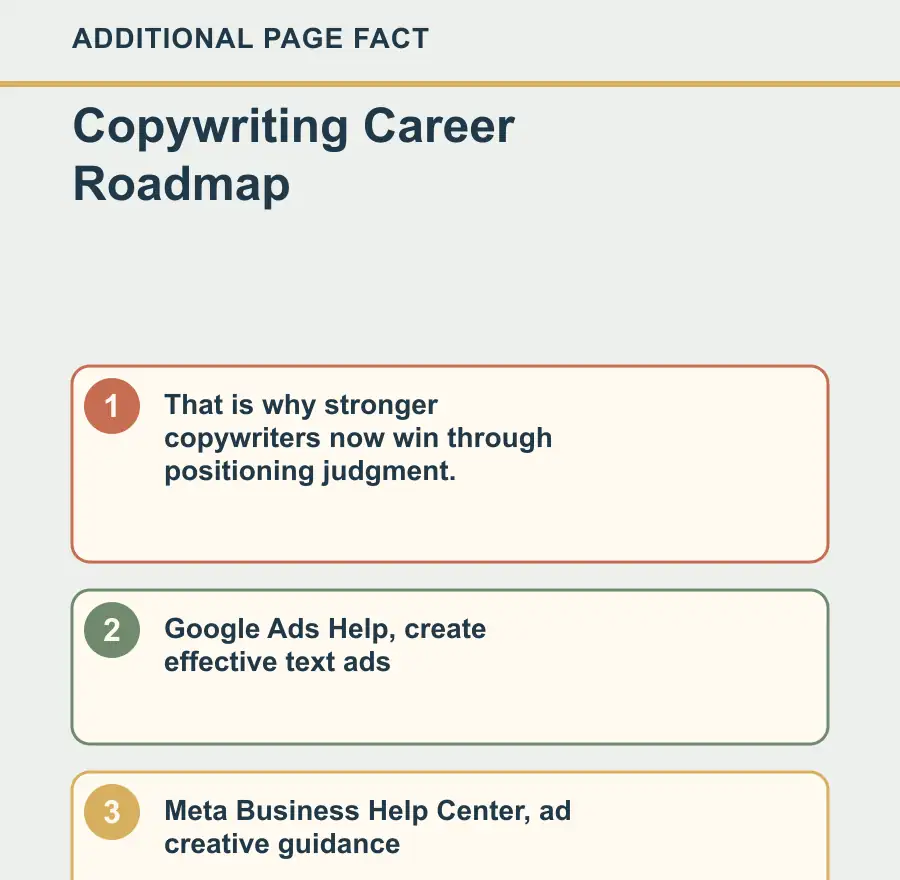 ADDITIONAL PAGE FACT
Copywriting Career
Roadmap
1
That is why stronger
copywriters now win through
positioning judgment.
2
Google Ads Help, create
effective text ads
3
Meta Business Help Center, ad
creative guidance